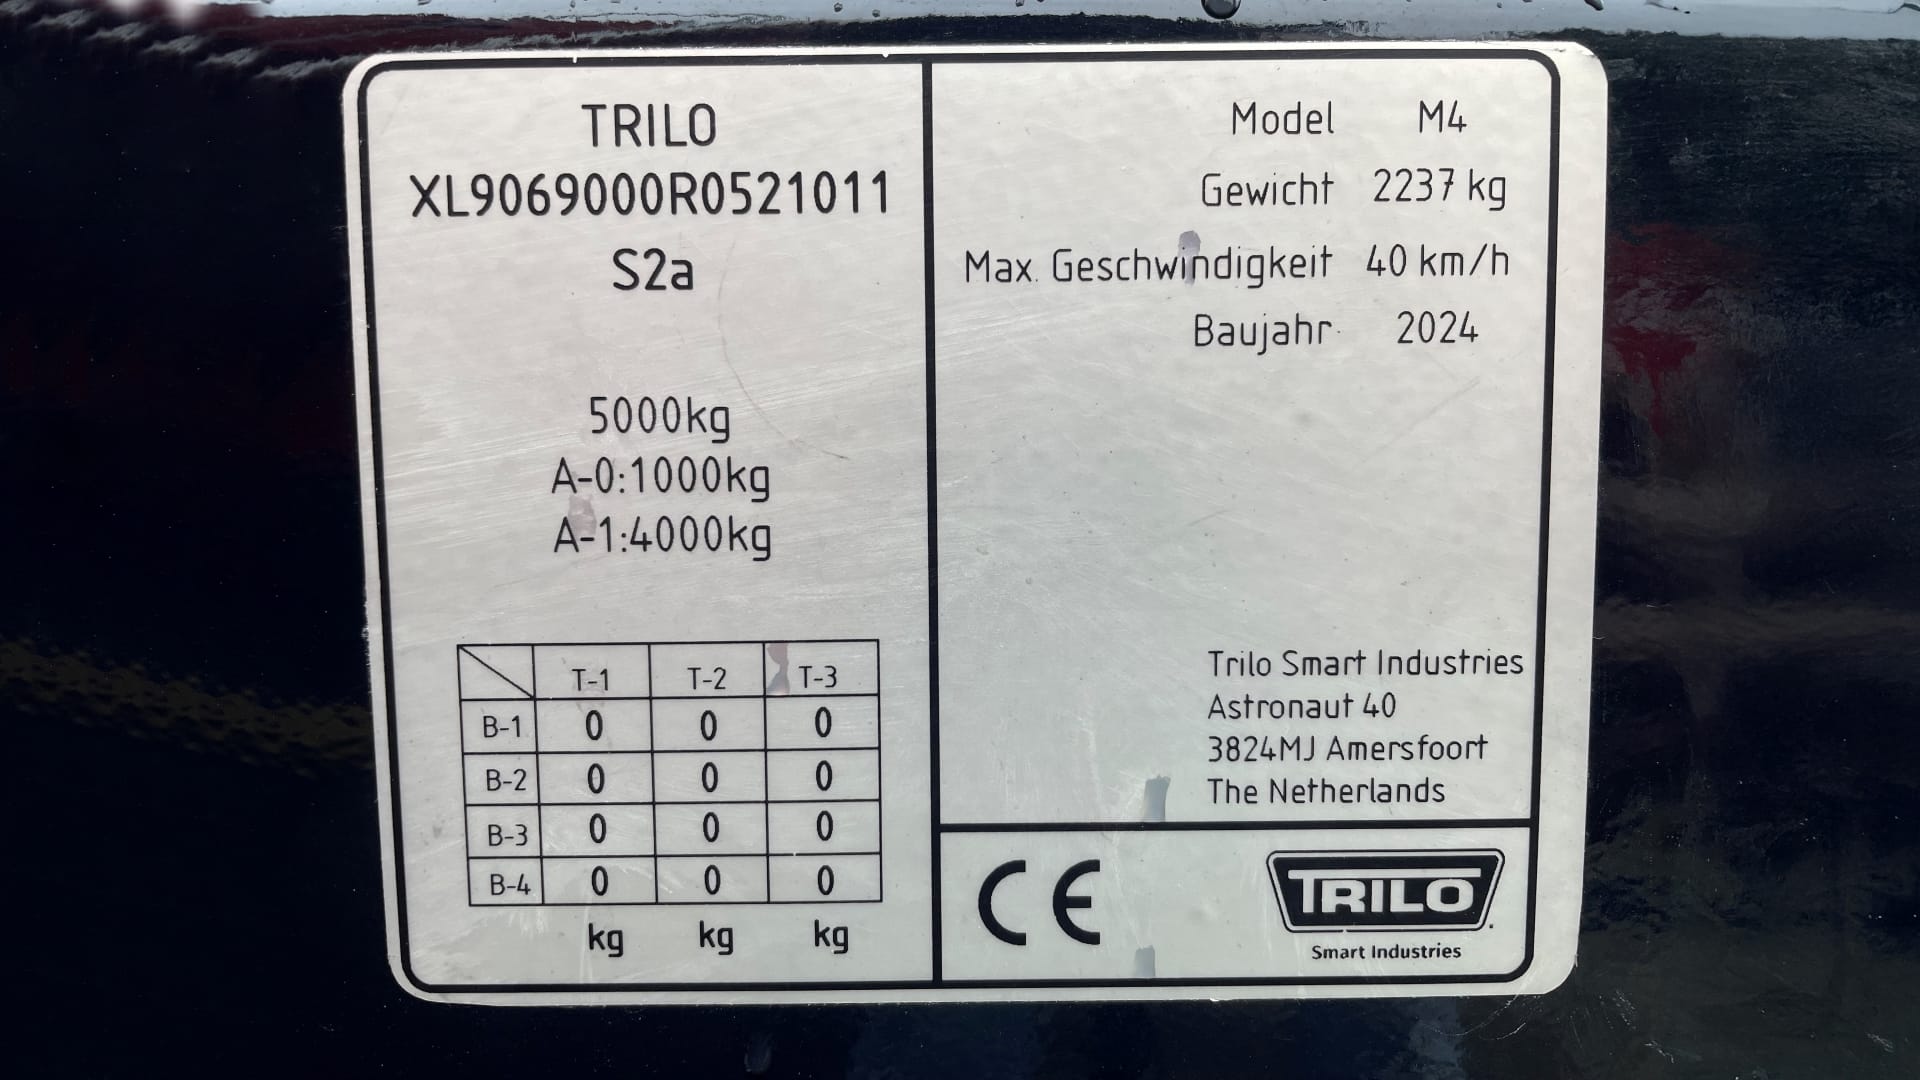 TRILO
XL9069000R0521011
S2a
5000kg
A-0:1000kg
A-1:4000kg
T-1 T-2 T-3
B-1 0 0 0
B-2 0 0 0
B-3 0 0 0
B-4 0 0 0
kg kg kg
Model M4
Gewicht 2237 kg
Max. Geschwindigkeit 40 km/h
Baujahr 2024
Trilo Smart Industries
Astronaut 40
3824MJ Amersfoort
The Netherlands
CE
TRILO
Smart Industries